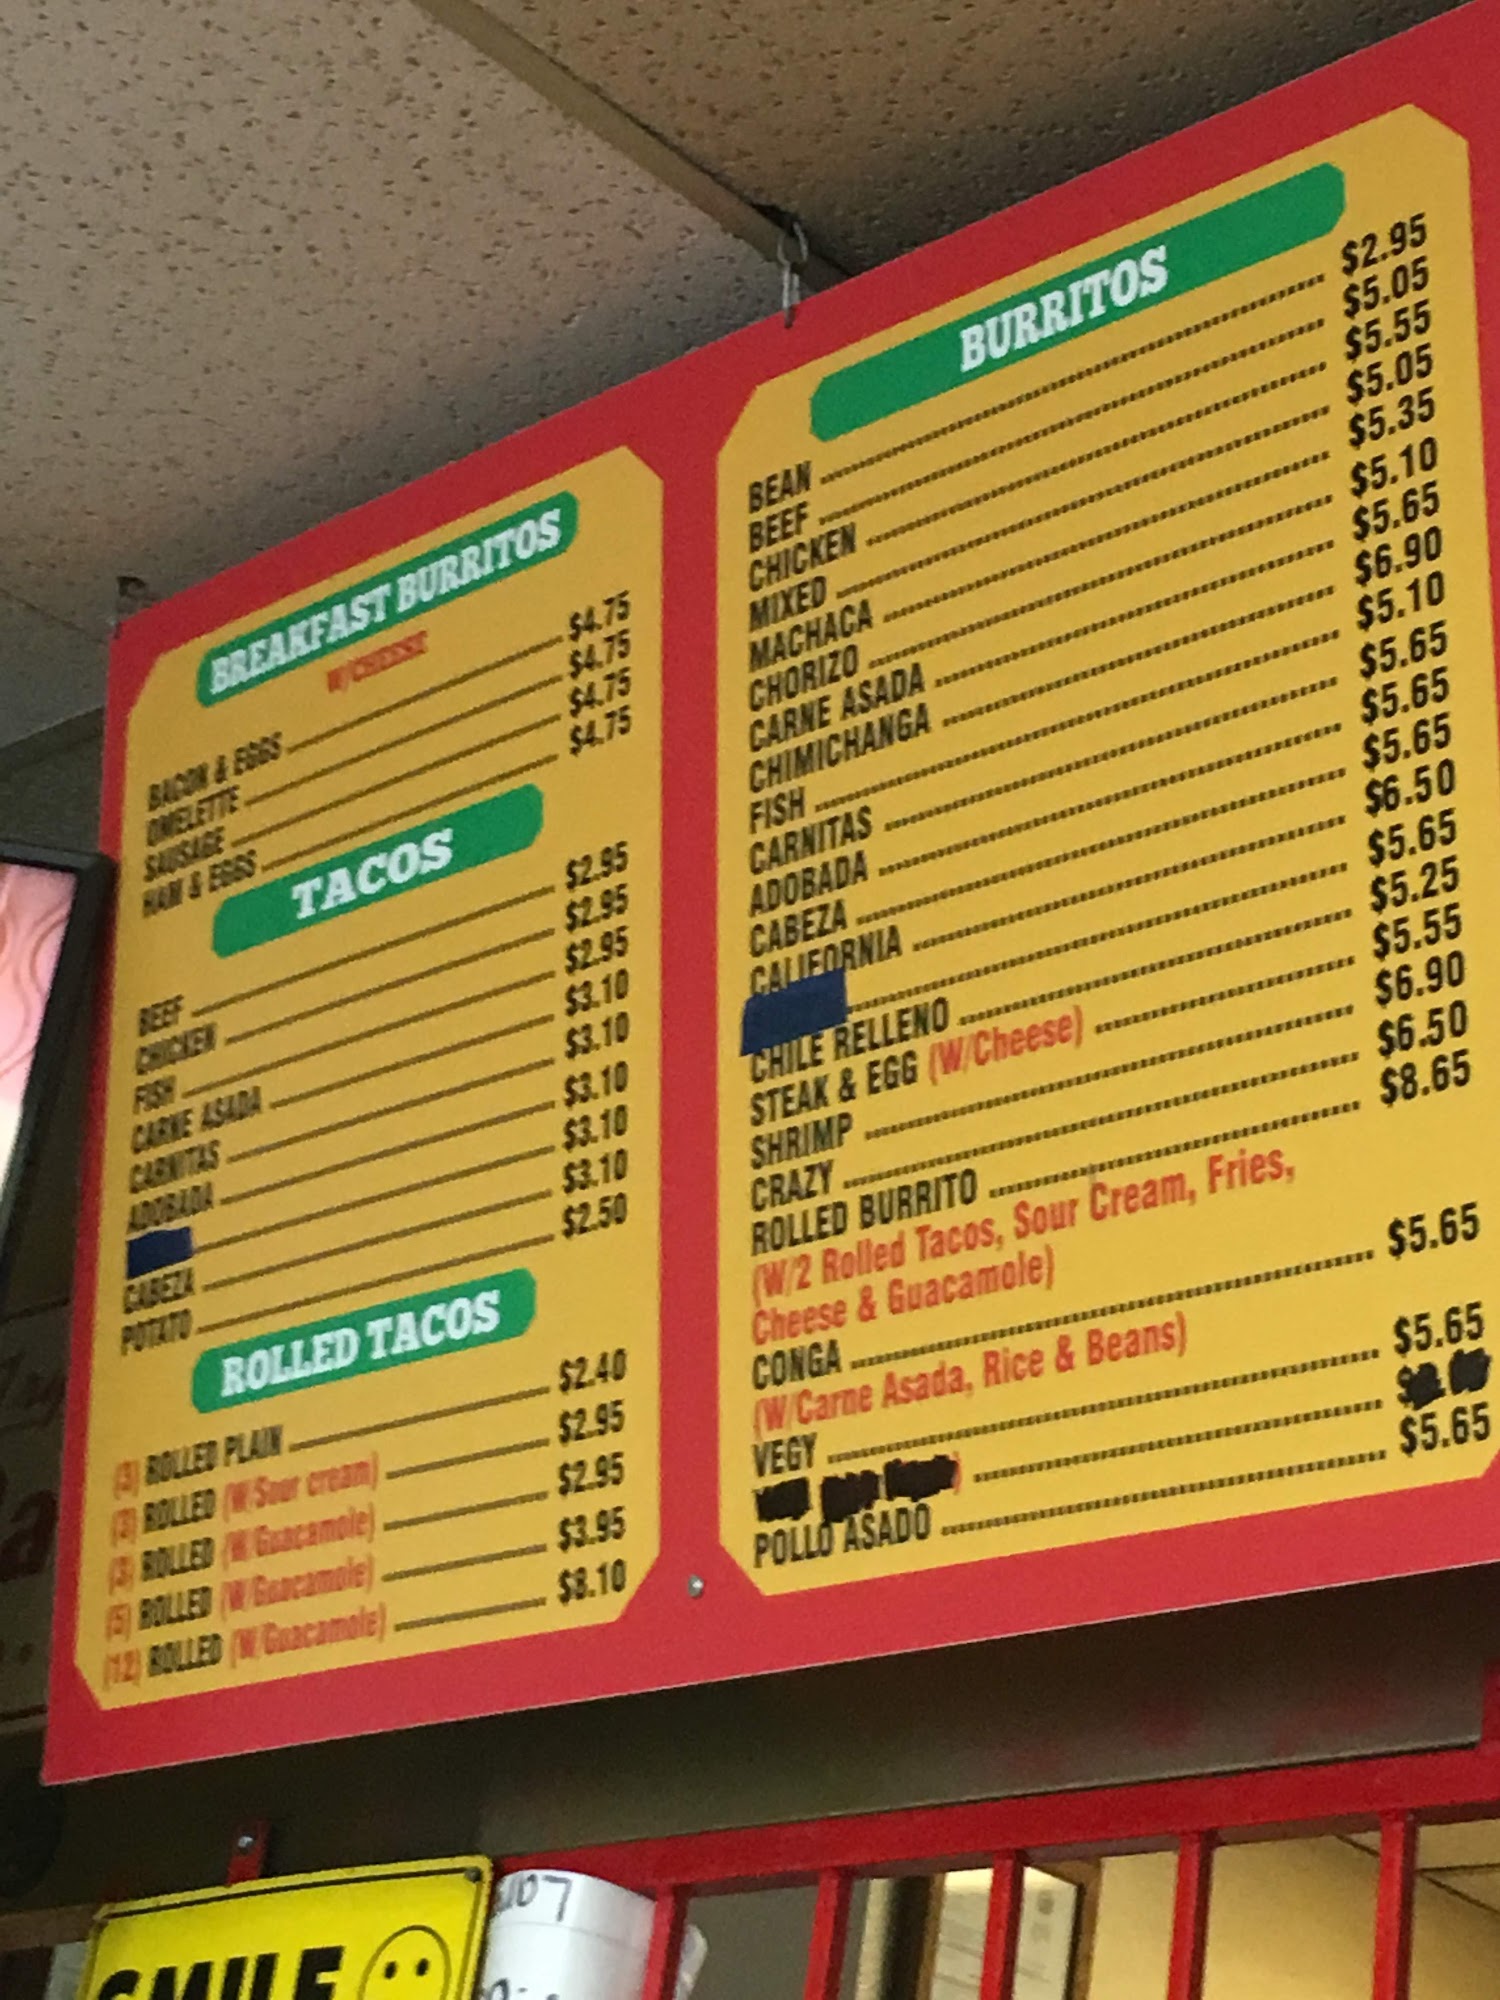 BREAKFAST BURRITOS
W/CHEESE
BACON & EGGS $4.75
OMELETTE $4.75
SAUSAGE $4.75
HAM & EGGS $4.75
TACOS
BEEF $2.95
CHICKEN $2.95
FISH $2.95
CARNE ASADA $3.10
CARNITAS $3.10
ADOBADA $3.10
$3.10
CABEZA $3.10
POTATO $2.50
ROLLED TACOS
(3) ROLLED PLAIN $2.40
(3) ROLLED (W/Sour cream) $2.95
(3) ROLLED (W/Guacamole) $2.95
(5) ROLLED (W/Guacamole) $3.95
(12) ROLLED (W/Guacamole) $8.10
BURRITOS
BEAN $2.95
BEEF $5.05
CHICKEN $5.55
MIXED $5.05
MACHACA $5.35
CHORIZO $5.10
CARNE ASADA $5.65
CHIMICHANGA $6.90
FISH $5.10
CARNITAS $5.65
ADOBADA $5.65
CABEZA $5.65
CALIFORNIA $6.50
$5.65
CHILE RELLENO $5.25
STEAK & EGG (W/Cheese) $5.55
SHRIMP $6.90
CRAZY $6.50
ROLLED BURRITO $8.65
(W/2 Rolled Tacos, Sour Cream, Fries,
Cheese & Guacamole)
CONGA $5.65
(W/Carne Asada, Rice & Beans)
VEGY $5.65
POLLO ASADO $5.65
SMILE